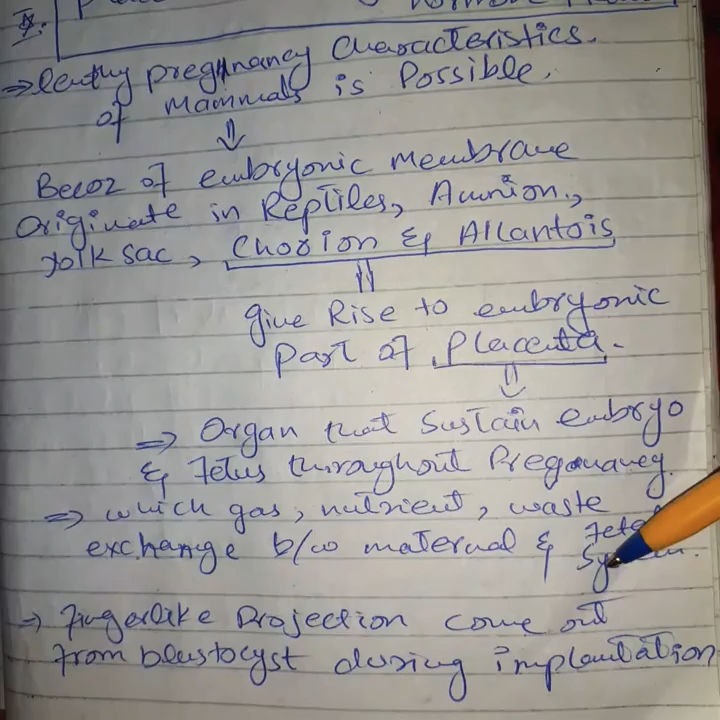 ⇒ lenthy pregnancy characteristics.
of mammals is Possible.
⇓
Becoz of embryonic Membrane
Originate in Reptiles, Amnion.,
Yolk sac, Chorion & Allantois
give Rise to embryonic
Part of Placenta.
⇓
⇒ Organ that Sustain embryo
& Fetus throughout Pregnancy.
⇒ which gas, nutrient, waste
exchange b/w maternal & Fetal
System.
⇒ Fingerlike Projection come out
from blastocyst during implantation